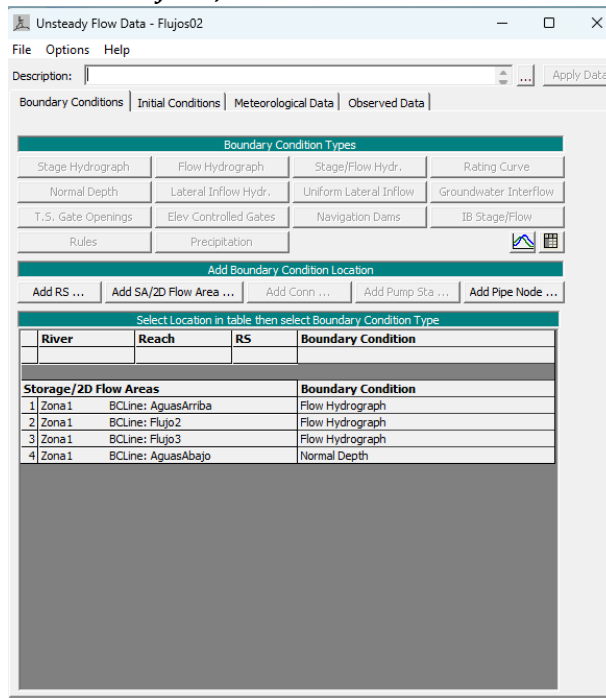 Unsteady Flow Data - Flujos02
File Options Help
Description: ... Apply Data
Boundary Conditions Initial Conditions Meteorological Data Observed Data
Boundary Condition Types
Stage Hydrograph Flow Hydrograph Stage/Flow Hydr. Rating Curve
Normal Depth Lateral Inflow Hydr. Uniform Lateral Inflow Groundwater Interflow
T.S. Gate Openings Elev Controlled Gates Navigation Dams IB Stage/Flow
Rules Precipitation
Add Boundary Condition Location
Add RS ... Add SA/2D Flow Area ... Add Conn ... Add Pump Sta ... Add Pipe Node ...
Select Location in table then select Boundary Condition Type
River Reach RS Boundary Condition
Storage/2D Flow Areas Boundary Condition
1 Zona1 BCLine: AguasArriba Flow Hydrograph
2 Zona1 BCLine: Flujo2 Flow Hydrograph
3 Zona1 BCLine: Flujo3 Flow Hydrograph
4 Zona1 BCLine: AguasAbajo Normal Depth